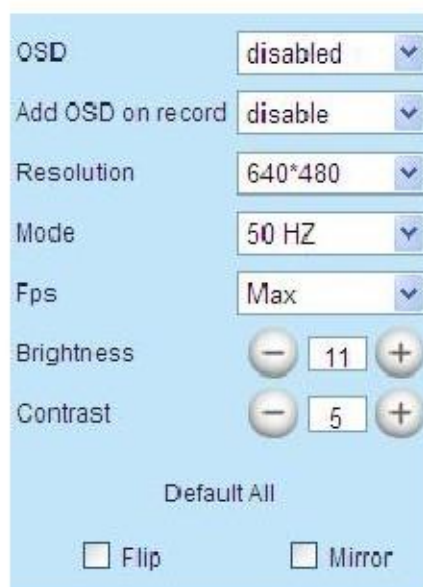 OSD disabled
Add OSD on record disable
Resolution 640*480
Mode 50 HZ
Fps Max
Brightness 11
Contrast 5
Default All
Flip Mirror